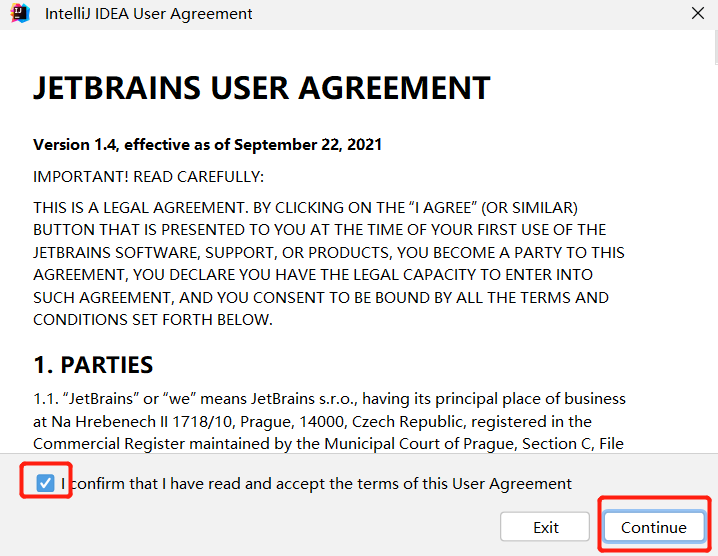 IntelliJ IDEA User Agreement
JETBRAINS USER AGREEMENT
Version 1.4, effective as of September 22, 2021
IMPORTANT! READ CAREFULLY:
THIS IS A LEGAL AGREEMENT. BY CLICKING ON THE “I AGREE” (OR SIMILAR)
BUTTON THAT IS PRESENTED TO YOU AT THE TIME OF YOUR FIRST USE OF THE
JETBRAINS SOFTWARE, SUPPORT, OR PRODUCTS, YOU BECOME A PARTY TO THIS
AGREEMENT, YOU DECLARE YOU HAVE THE LEGAL CAPACITY TO ENTER INTO
SUCH AGREEMENT, AND YOU CONSENT TO BE BOUND BY ALL THE TERMS AND
CONDITIONS SET FORTH BELOW.
1. PARTIES
1.1. “JetBrains” or “we” means JetBrains s.r.o., having its principal place of business
at Na Hrebenech II 1718/10, Prague, 14000, Czech Republic, registered in the
Commercial Register maintained by the Municipal Court of Prague, Section C, File
I confirm that I have read and accept the terms of this User Agreement
Exit
Continue